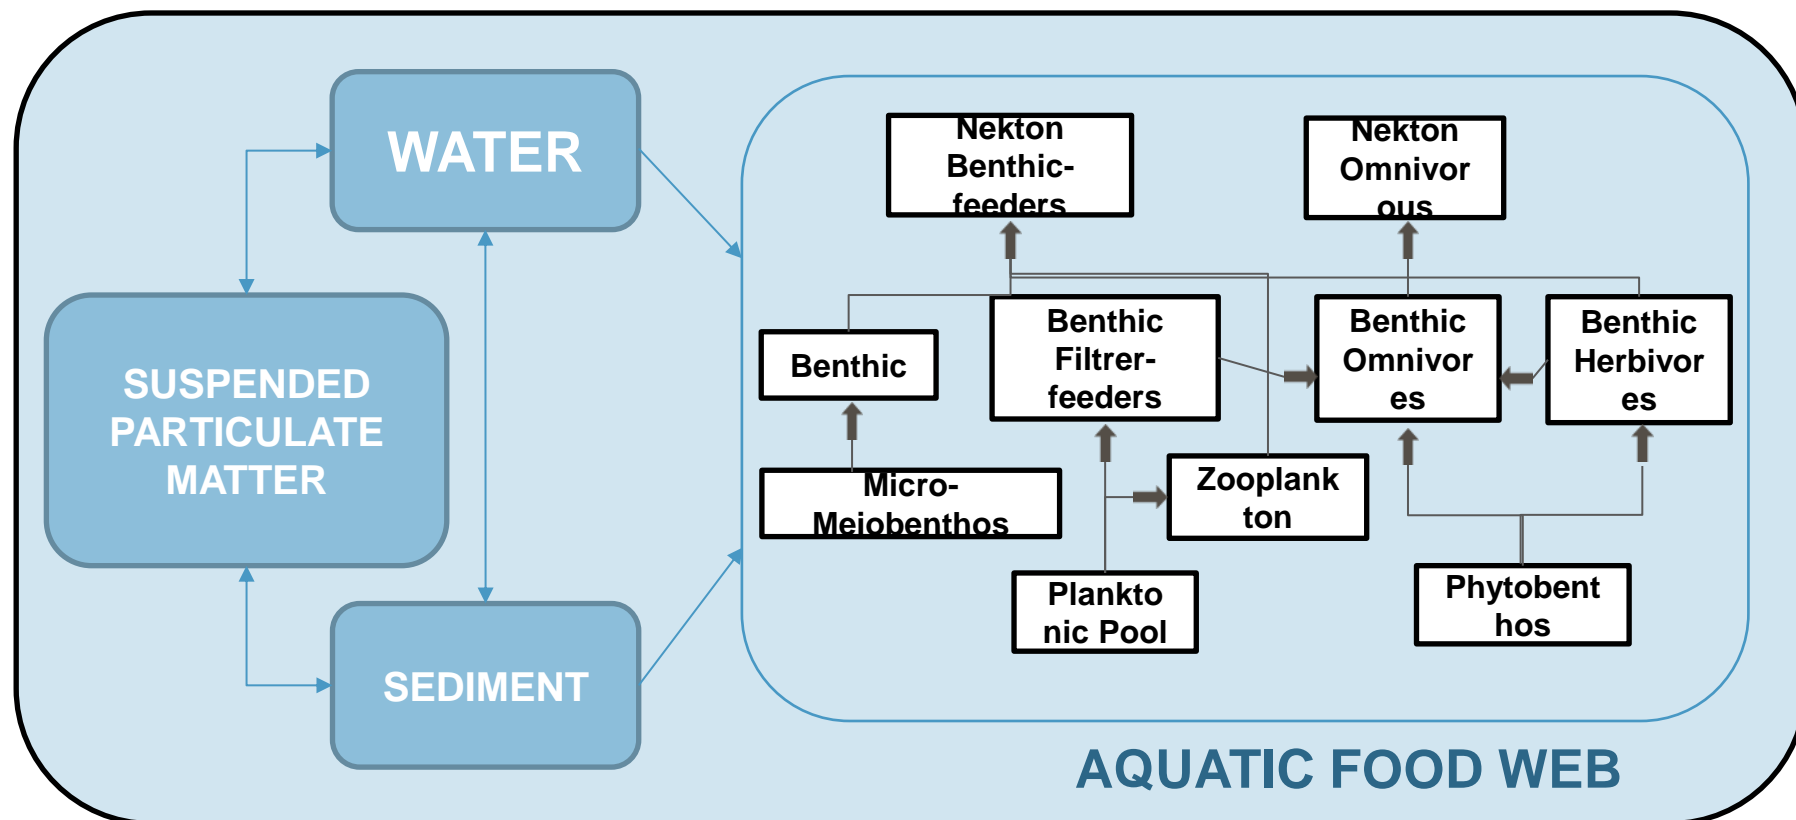 WATER
SUSPENDED
PARTICULATE
MATTER
SEDIMENT
Nekton
Benthic-
feeders
Nekton
Omnivor
ous
Benthic
Benthic
Filtrer-
feeders
Benthic
Omnivor
es
Benthic
Herbivor
es
Micro-
Meiobenthos
Zooplank
ton
Plankto
nic Pool
Phytobent
hos
AQUATIC FOOD WEB